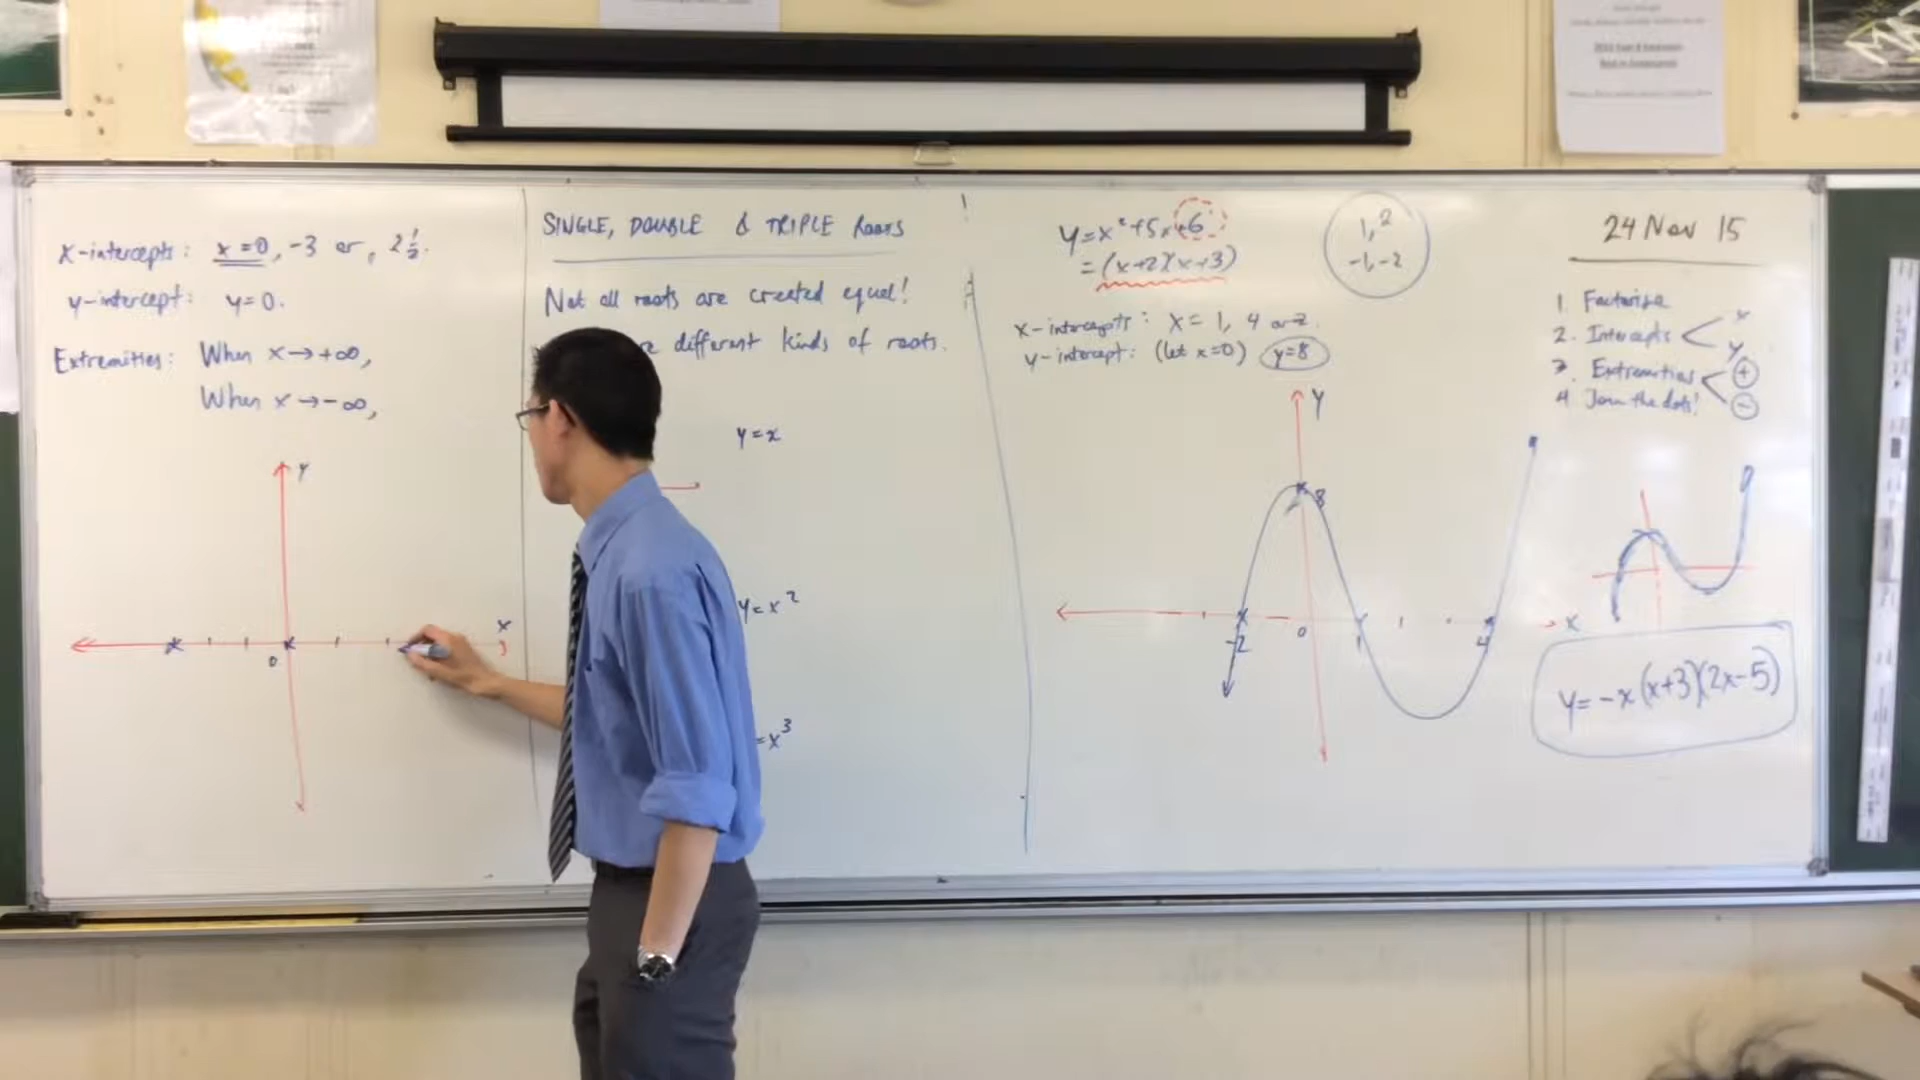 x-intercepts: x=0, -3 or, 2½.
y-intercept: y=0.
Extremities: When x→+∞,
When x→-∞,
Y
x
0
SINGLE, DOUBLE & TRIPLE Roots
Not all roots are created equal!
different kinds of roots.
y=x
y=x²
=x³
y=x²+5x+6
=(x+2)(x+3)
1, 2
-1, -2
x-intercepts: x= 1, 4 or -2.
y-intercept: (let x=0) y=8
Y
8
-2
0
1
4
x
24 Nov 15
1. Factorise
2. Intercepts < x
y
3. Extremities < +
-
4. Join the dots!
y=-x(x+3)(2x-5)